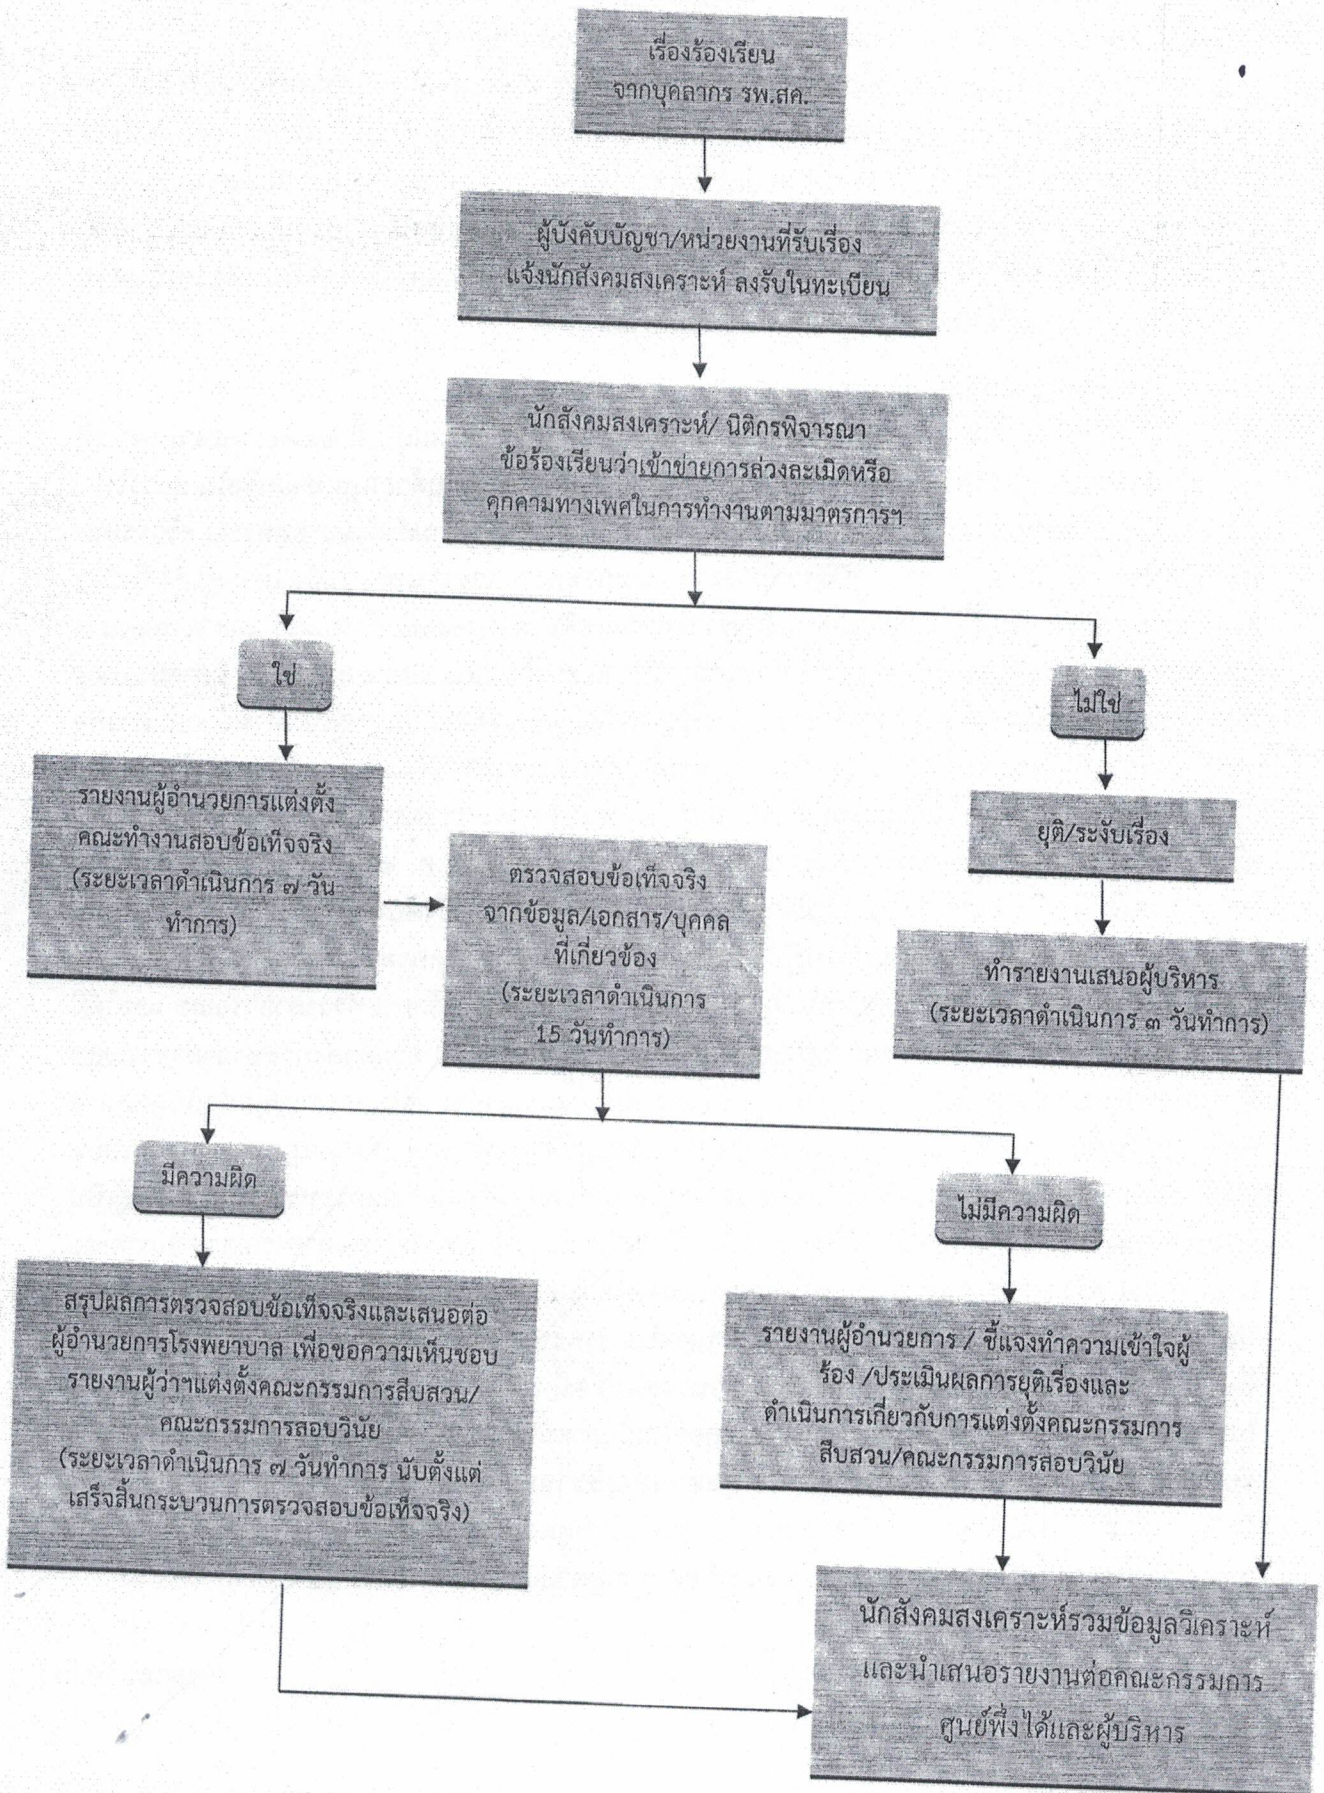 เรื่องร้องเรียน
จากบุคลากร รพ.สค.
ผู้บังคับบัญชา/หน่วยงานที่รับเรื่อง
แจ้งนักสังคมสงเคราะห์ ลงรับในทะเบียน
นักสังคมสงเคราะห์/ นิติกรพิจารณา
ข้อร้องเรียนว่าเข้าข่ายการล่วงละเมิดหรือ
คุกคามทางเพศในการทำงานตามมาตรการฯ
ใช่
ไม่ใช่
รายงานผู้อำนวยการแต่งตั้ง
คณะทำงานสอบข้อเท็จจริง
(ระยะเวลาดำเนินการ ๗ วัน
ทำการ)
ตรวจสอบข้อเท็จจริง
จากข้อมูล/เอกสาร/บุคคล
ที่เกี่ยวข้อง
(ระยะเวลาดำเนินการ
15 วันทำการ)
ยุติ/ระงับเรื่อง
ทำรายงานเสนอผู้บริหาร
(ระยะเวลาดำเนินการ ๓ วันทำการ)
มีความผิด
ไม่มีความผิด
สรุปผลการตรวจสอบข้อเท็จจริงและเสนอต่อ
ผู้อำนวยการโรงพยาบาล เพื่อขอความเห็นชอบ
รายงานผู้ว่าฯแต่งตั้งคณะกรรมการสืบสวน/
คณะกรรมการสอบวินัย
(ระยะเวลาดำเนินการ ๗ วันทำการ นับตั้งแต่
เสร็จสิ้นกระบวนการตรวจสอบข้อเท็จจริง)
รายงานผู้อำนวยการ / ชี้แจงทำความเข้าใจผู้
ร้อง /ประเมินผลการยุติเรื่องและ
ดำเนินการเกี่ยวกับการแต่งตั้งคณะกรรมการ
สืบสวน/คณะกรรมการสอบวินัย
นักสังคมสงเคราะห์รวมข้อมูลวิเคราะห์
และนำเสนอรายงานต่อคณะกรรมการ
ศูนย์พึ่งได้และผู้บริหาร